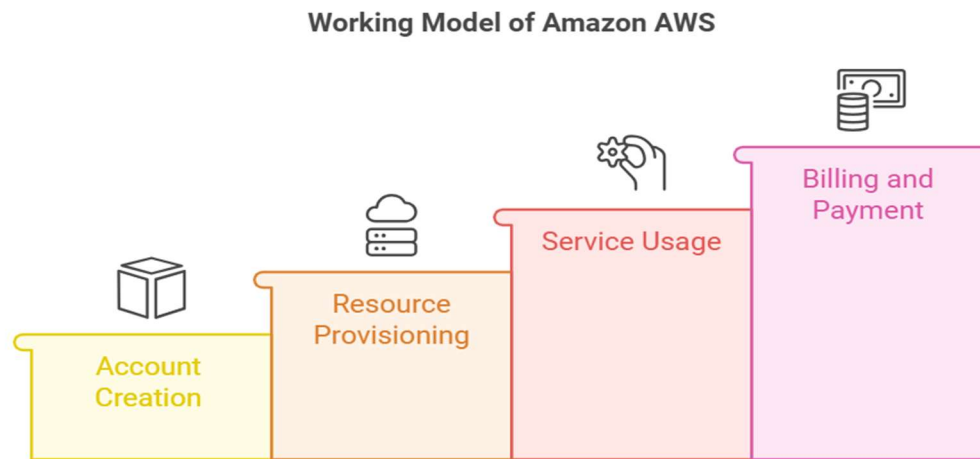 Working Model of Amazon AWS
Account
Creation
Resource
Provisioning
Service Usage
Billing and
Payment